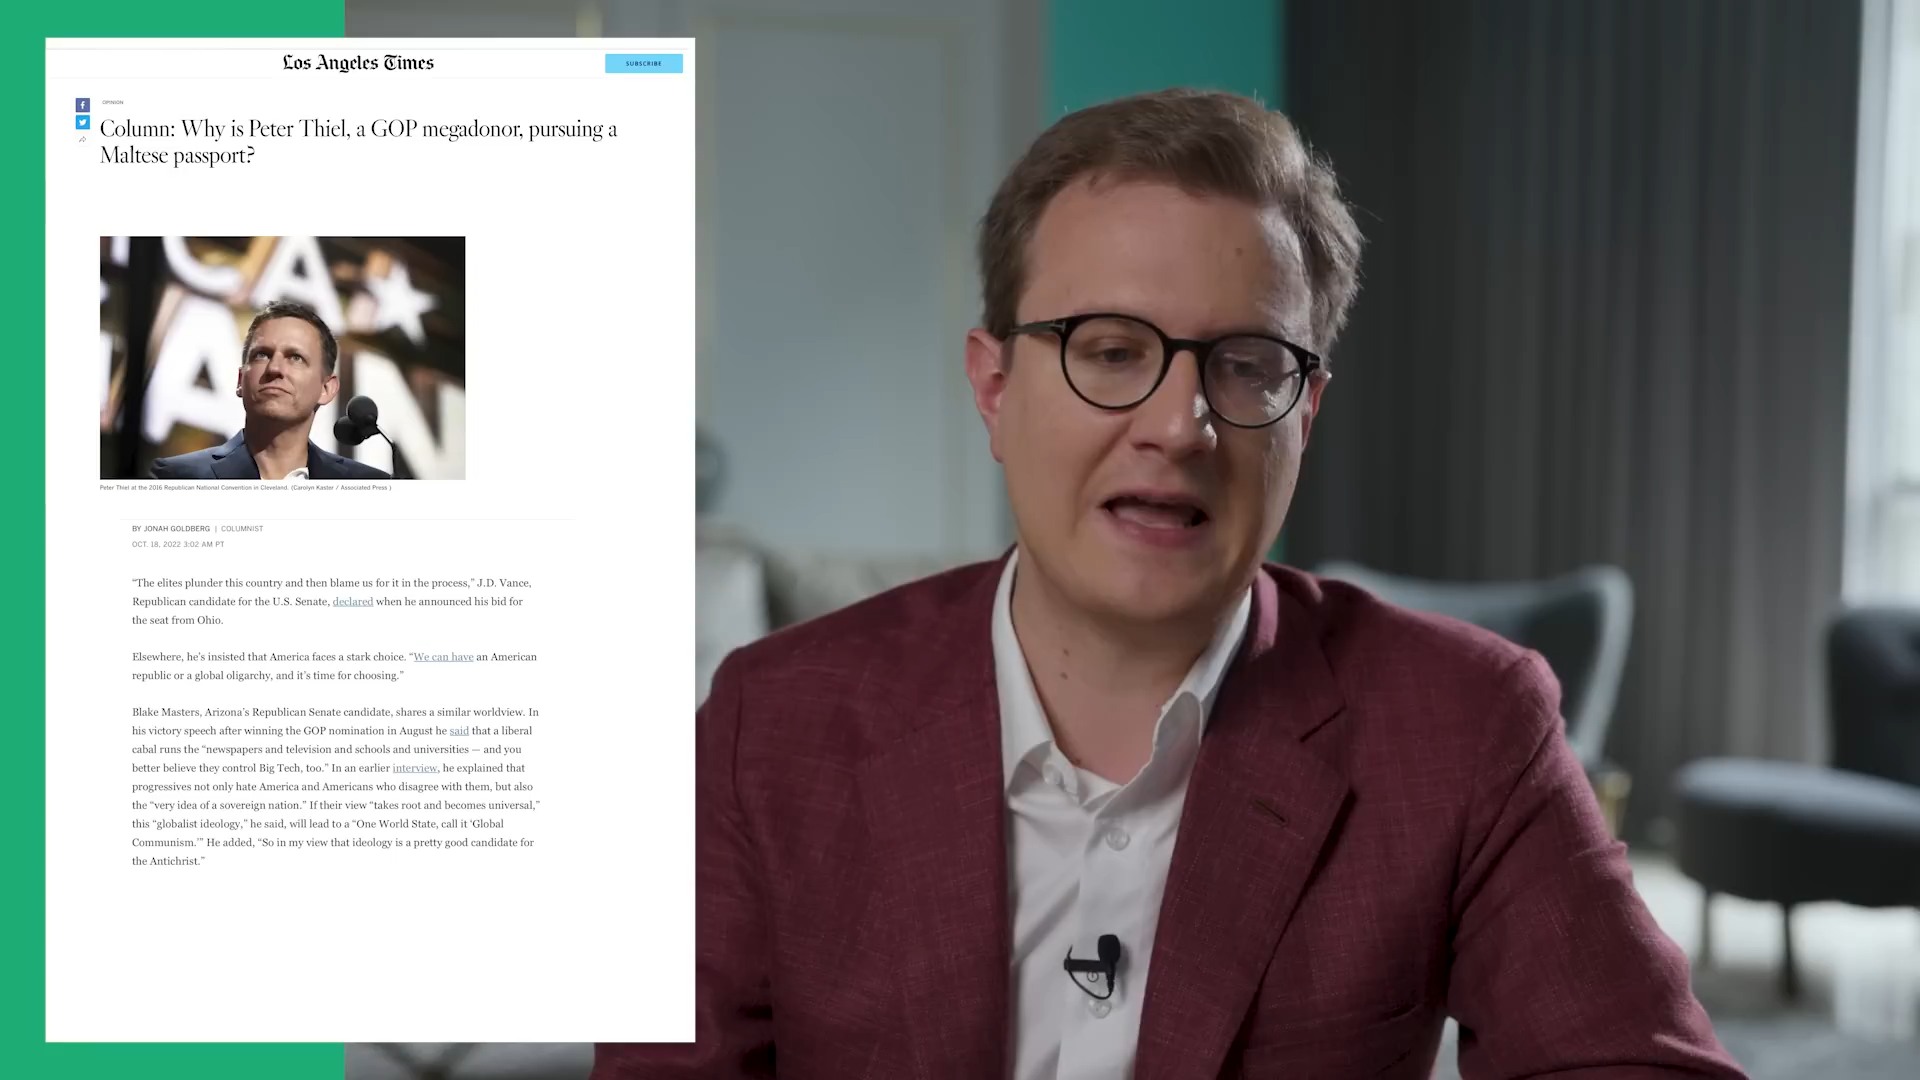 Los Angeles Times
SUBSCRIBE
OPINION
Column: Why is Peter Thiel, a GOP megadonor, pursuing a
Maltese passport?
ICA
AIN
Peter Thiel at the 2016 Republican National Convention in Cleveland. (Carolyn Kaster / Associated Press )
BY JONAH GOLDBERG | COLUMNIST
OCT. 18, 2022 3:02 AM PT
“The elites plunder this country and then blame us for it in the process,” J.D. Vance,
Republican candidate for the U.S. Senate, declared when he announced his bid for
the seat from Ohio.
Elsewhere, he’s insisted that America faces a stark choice. “We can have an American
republic or a global oligarchy, and it’s time for choosing.”
Blake Masters, Arizona’s Republican Senate candidate, shares a similar worldview. In
his victory speech after winning the GOP nomination in August he said that a liberal
cabal runs the “newspapers and television and schools and universities — and you
better believe they control Big Tech, too.” In an earlier interview, he explained that
progressives not only hate America and Americans who disagree with them, but also
the “very idea of a sovereign nation.” If their view “takes root and becomes universal,”
this “globalist ideology,” he said, will lead to a “One World State, call it ‘Global
Communism.’” He added, “So in my view that ideology is a pretty good candidate for
the Antichrist.”